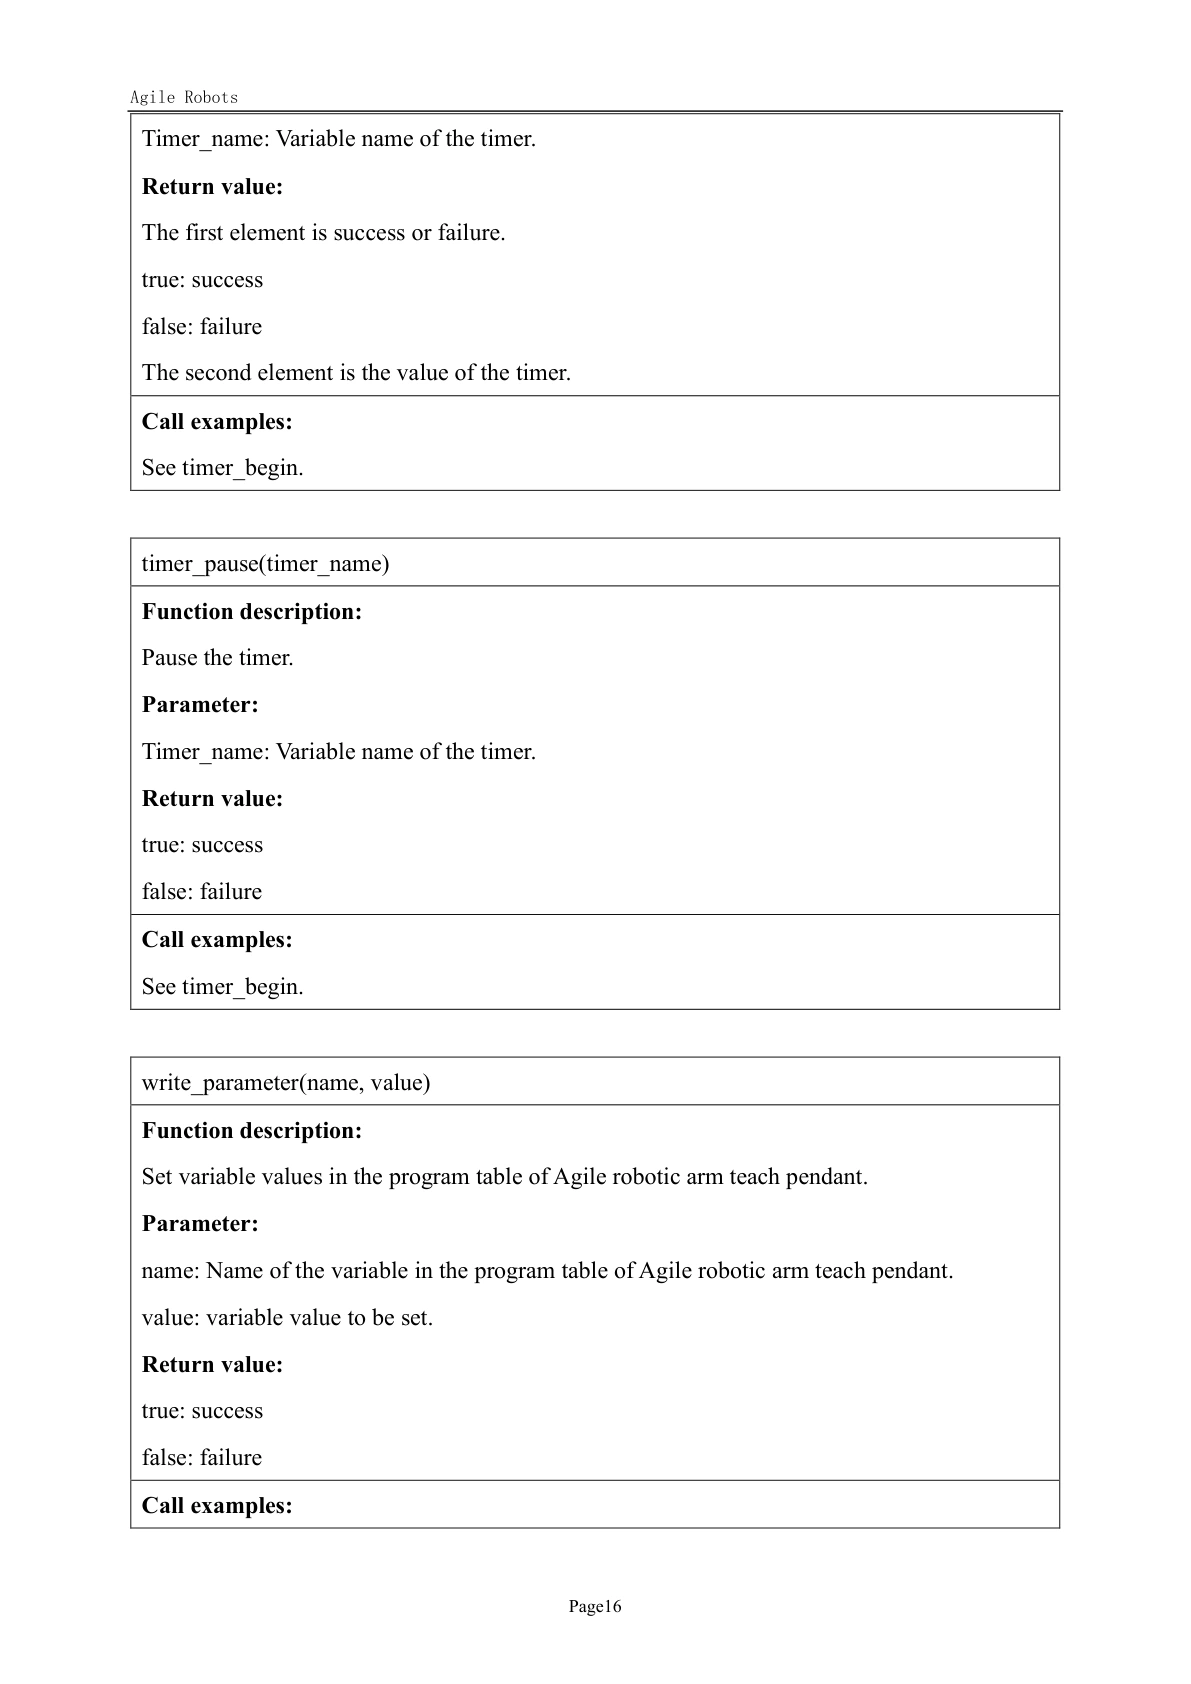 Agile Robots
Timer_name: Variable name of the timer.
Return value:
The first element is success or failure.
true: success
false: failure
The second element is the value of the timer.
Call examples:
See timer_begin.
timer_pause(timer_name)
Function description:
Pause the timer.
Parameter:
Timer_name: Variable name of the timer.
Return value:
true: success
false: failure
Call examples:
See timer_begin.
write_parameter(name, value)
Function description:
Set variable values in the program table of Agile robotic arm teach pendant.
Parameter:
name: Name of the variable in the program table of Agile robotic arm teach pendant.
value: variable value to be set.
Return value:
true: success
false: failure
Call examples:
Page16